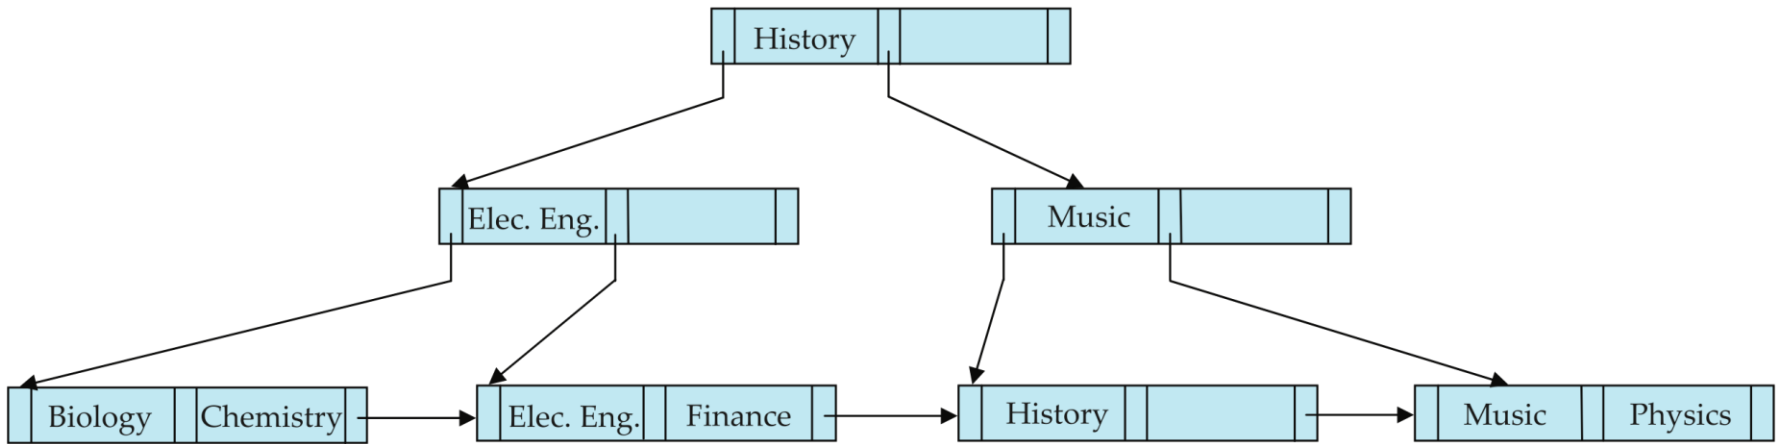 History
Elec. Eng.
Music
Biology
Chemistry
Elec. Eng.
Finance
History
Music
Physics